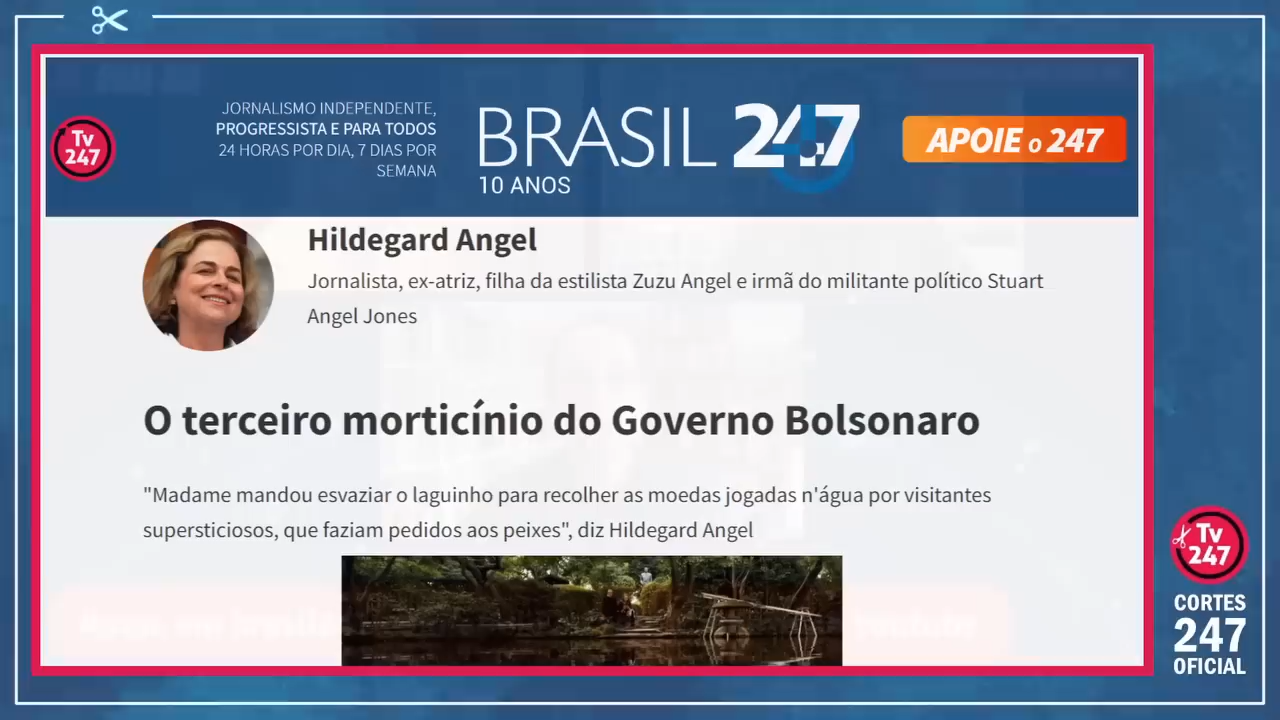 JORNALISMO INDEPENDENTE,
PROGRESSISTA E PARA TODOS
24 HORAS POR DIA, 7 DIAS POR
SEMANA
BRASIL 247
10 ANOS
APOIE o 247
Tv
247
Hildegard Angel
Jornalista, ex-atriz, filha da estilista Zuzu Angel e irmã do militante político Stuart
Angel Jones
O terceiro morticínio do Governo Bolsonaro
"Madame mandou esvaziar o laguinho para recolher as moedas jogadas n'água por visitantes
supersticiosos, que faziam pedidos aos peixes", diz Hildegard Angel
Tv
247
CORTES
247
OFICIAL